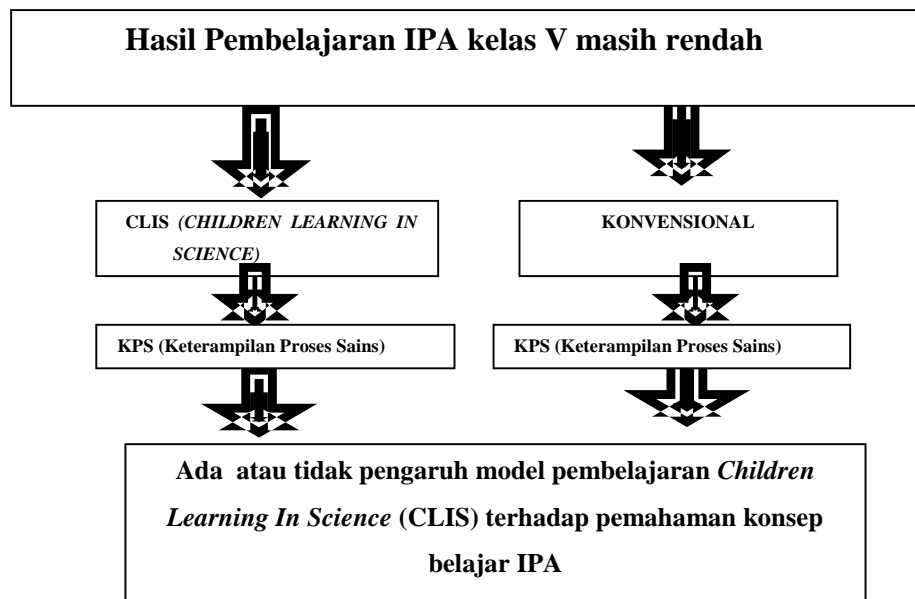 Hasil Pembelajaran IPA kelas V masih rendah
CLIS (CHILDREN LEARNING IN
SCIENCE)
KONVENSIONAL
KPS (Keterampilan Proses Sains)
KPS (Keterampilan Proses Sains)
Ada atau tidak pengaruh model pembelajaran Children
Learning In Science (CLIS) terhadap pemahaman konsep
belajar IPA